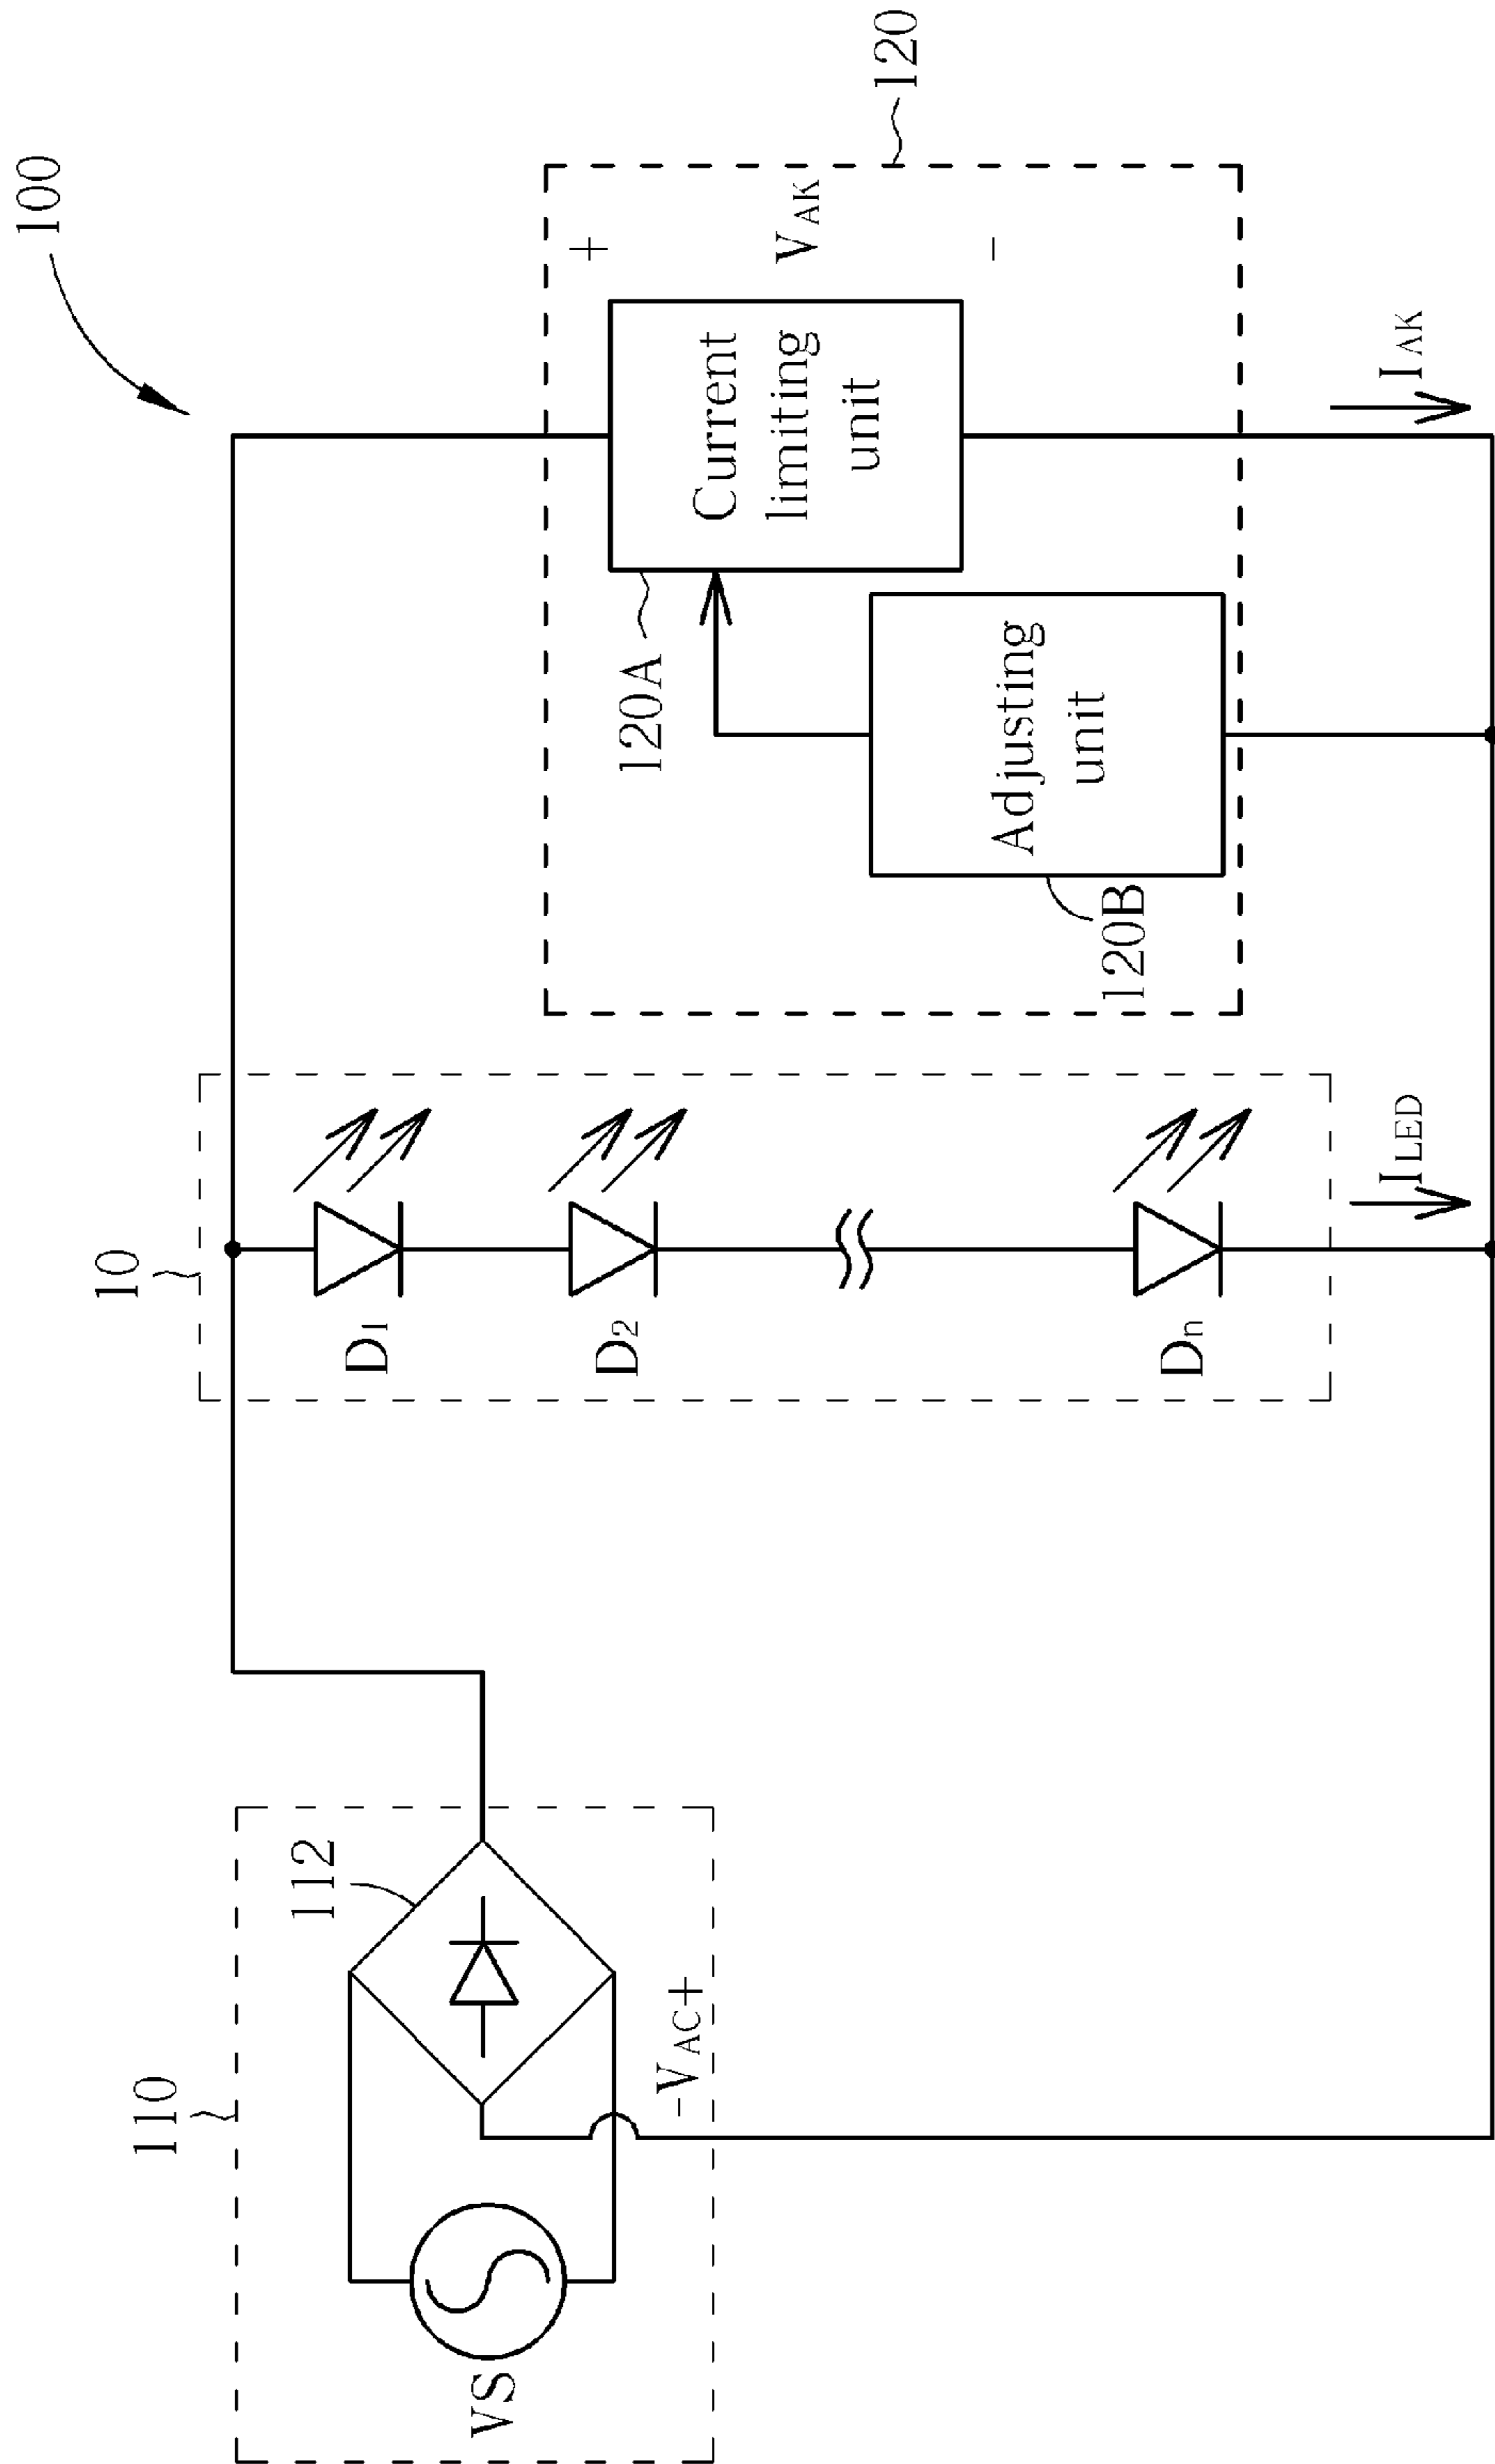 100
110
112
VS
-VAC+
10
D1
D2
Dn
ILED
120
120A
Current
limiting
unit
+
VAK
-
120B
Adjusting
unit
IAK